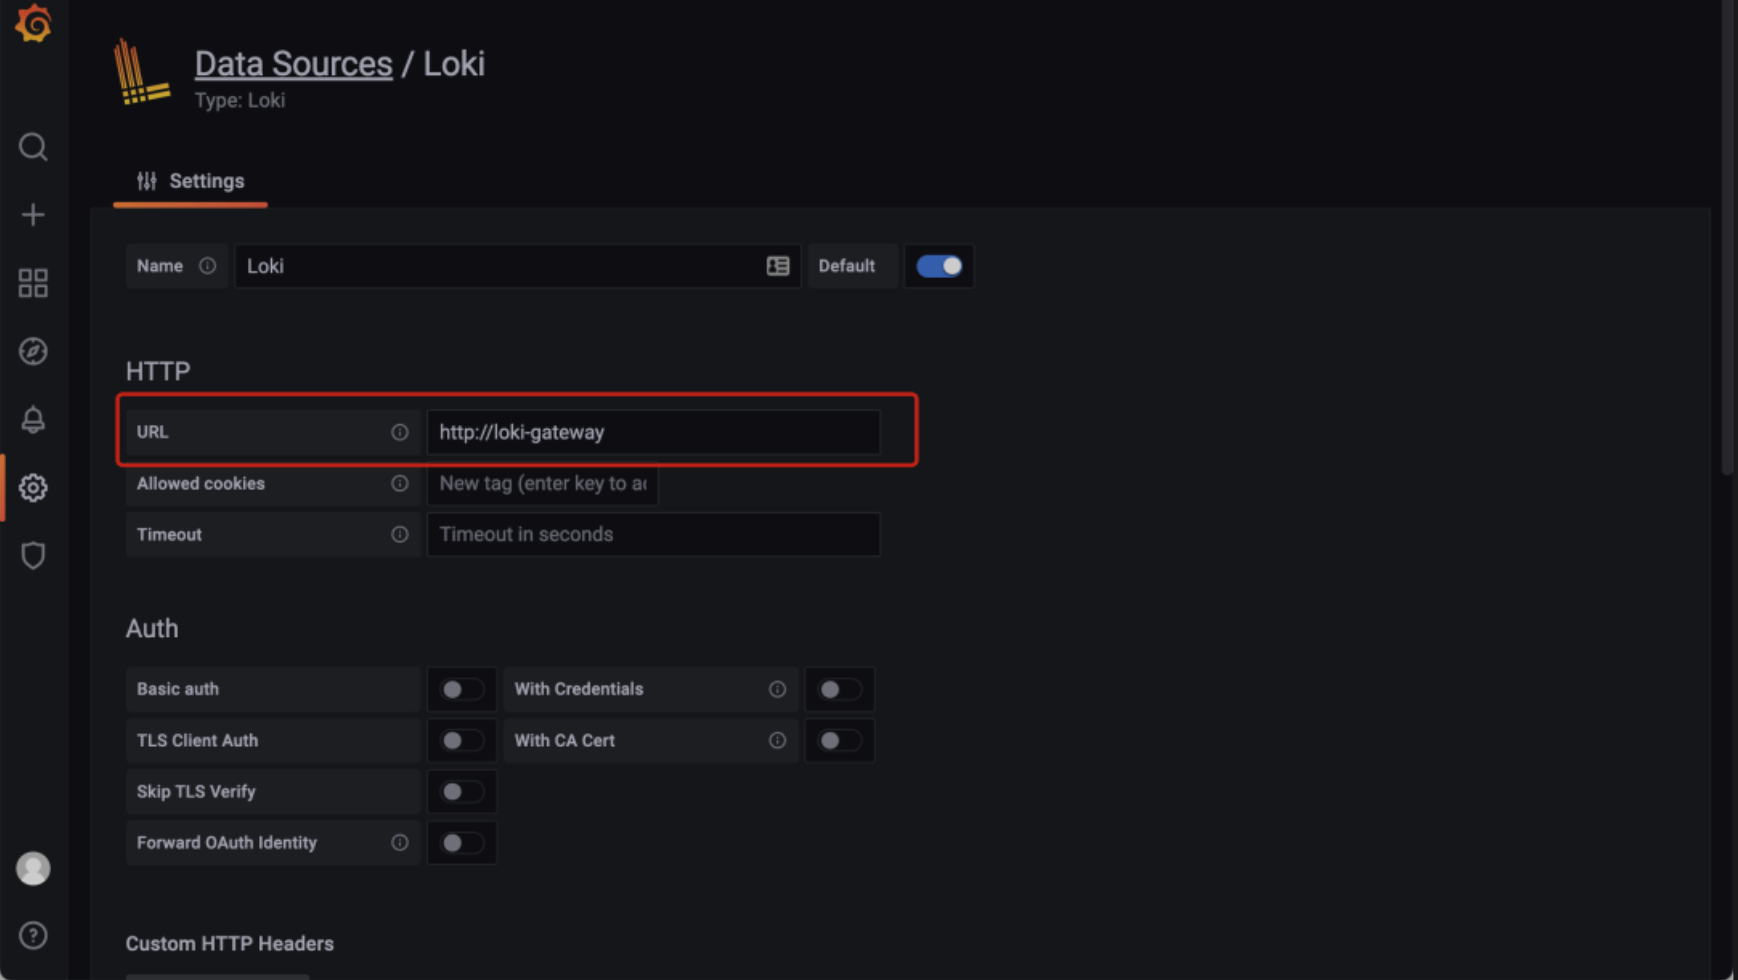 Data Sources / Loki
Type: Loki
Settings
Name
Loki
Default
HTTP
URL
http://loki-gateway
Allowed cookies
New tag (enter key to a
Timeout
Timeout in seconds
Auth
Basic auth
With Credentials
TLS Client Auth
With CA Cert
Skip TLS Verify
Forward OAuth Identity
Custom HTTP Headers